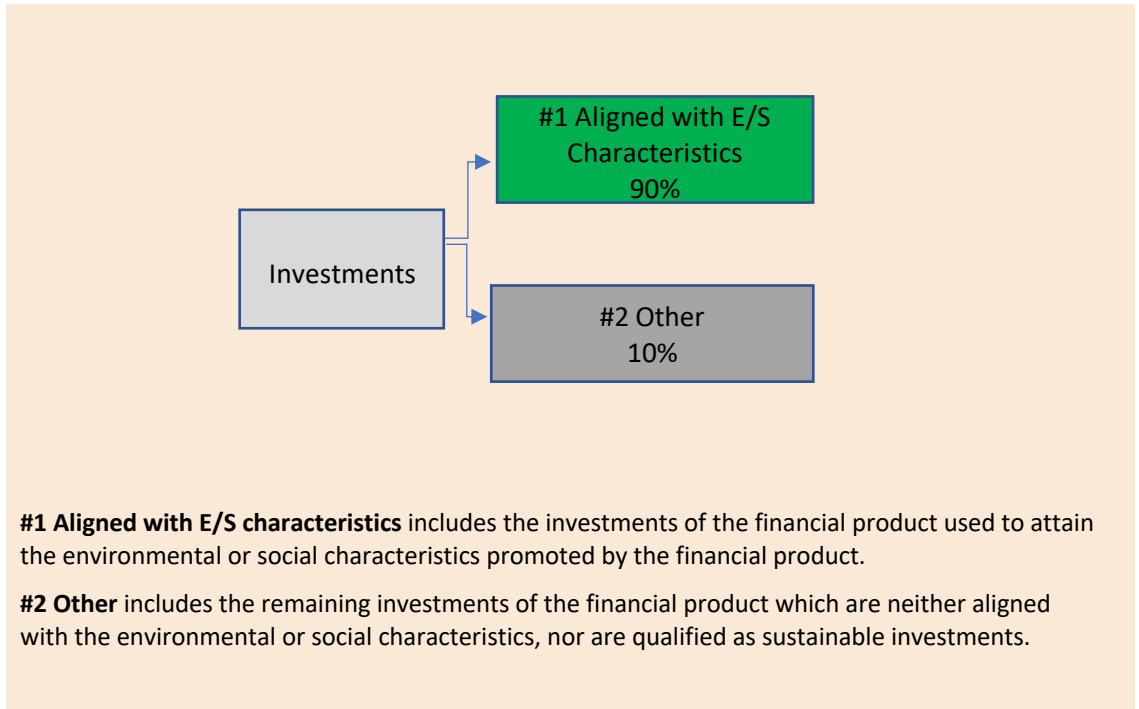 #1 Aligned with E/S
Characteristics
90%
Investments
#2 Other
10%
#1 Aligned with E/S characteristics includes the investments of the financial product used to attain
the environmental or social characteristics promoted by the financial product.
#2 Other includes the remaining investments of the financial product which are neither aligned
with the environmental or social characteristics, nor are qualified as sustainable investments.